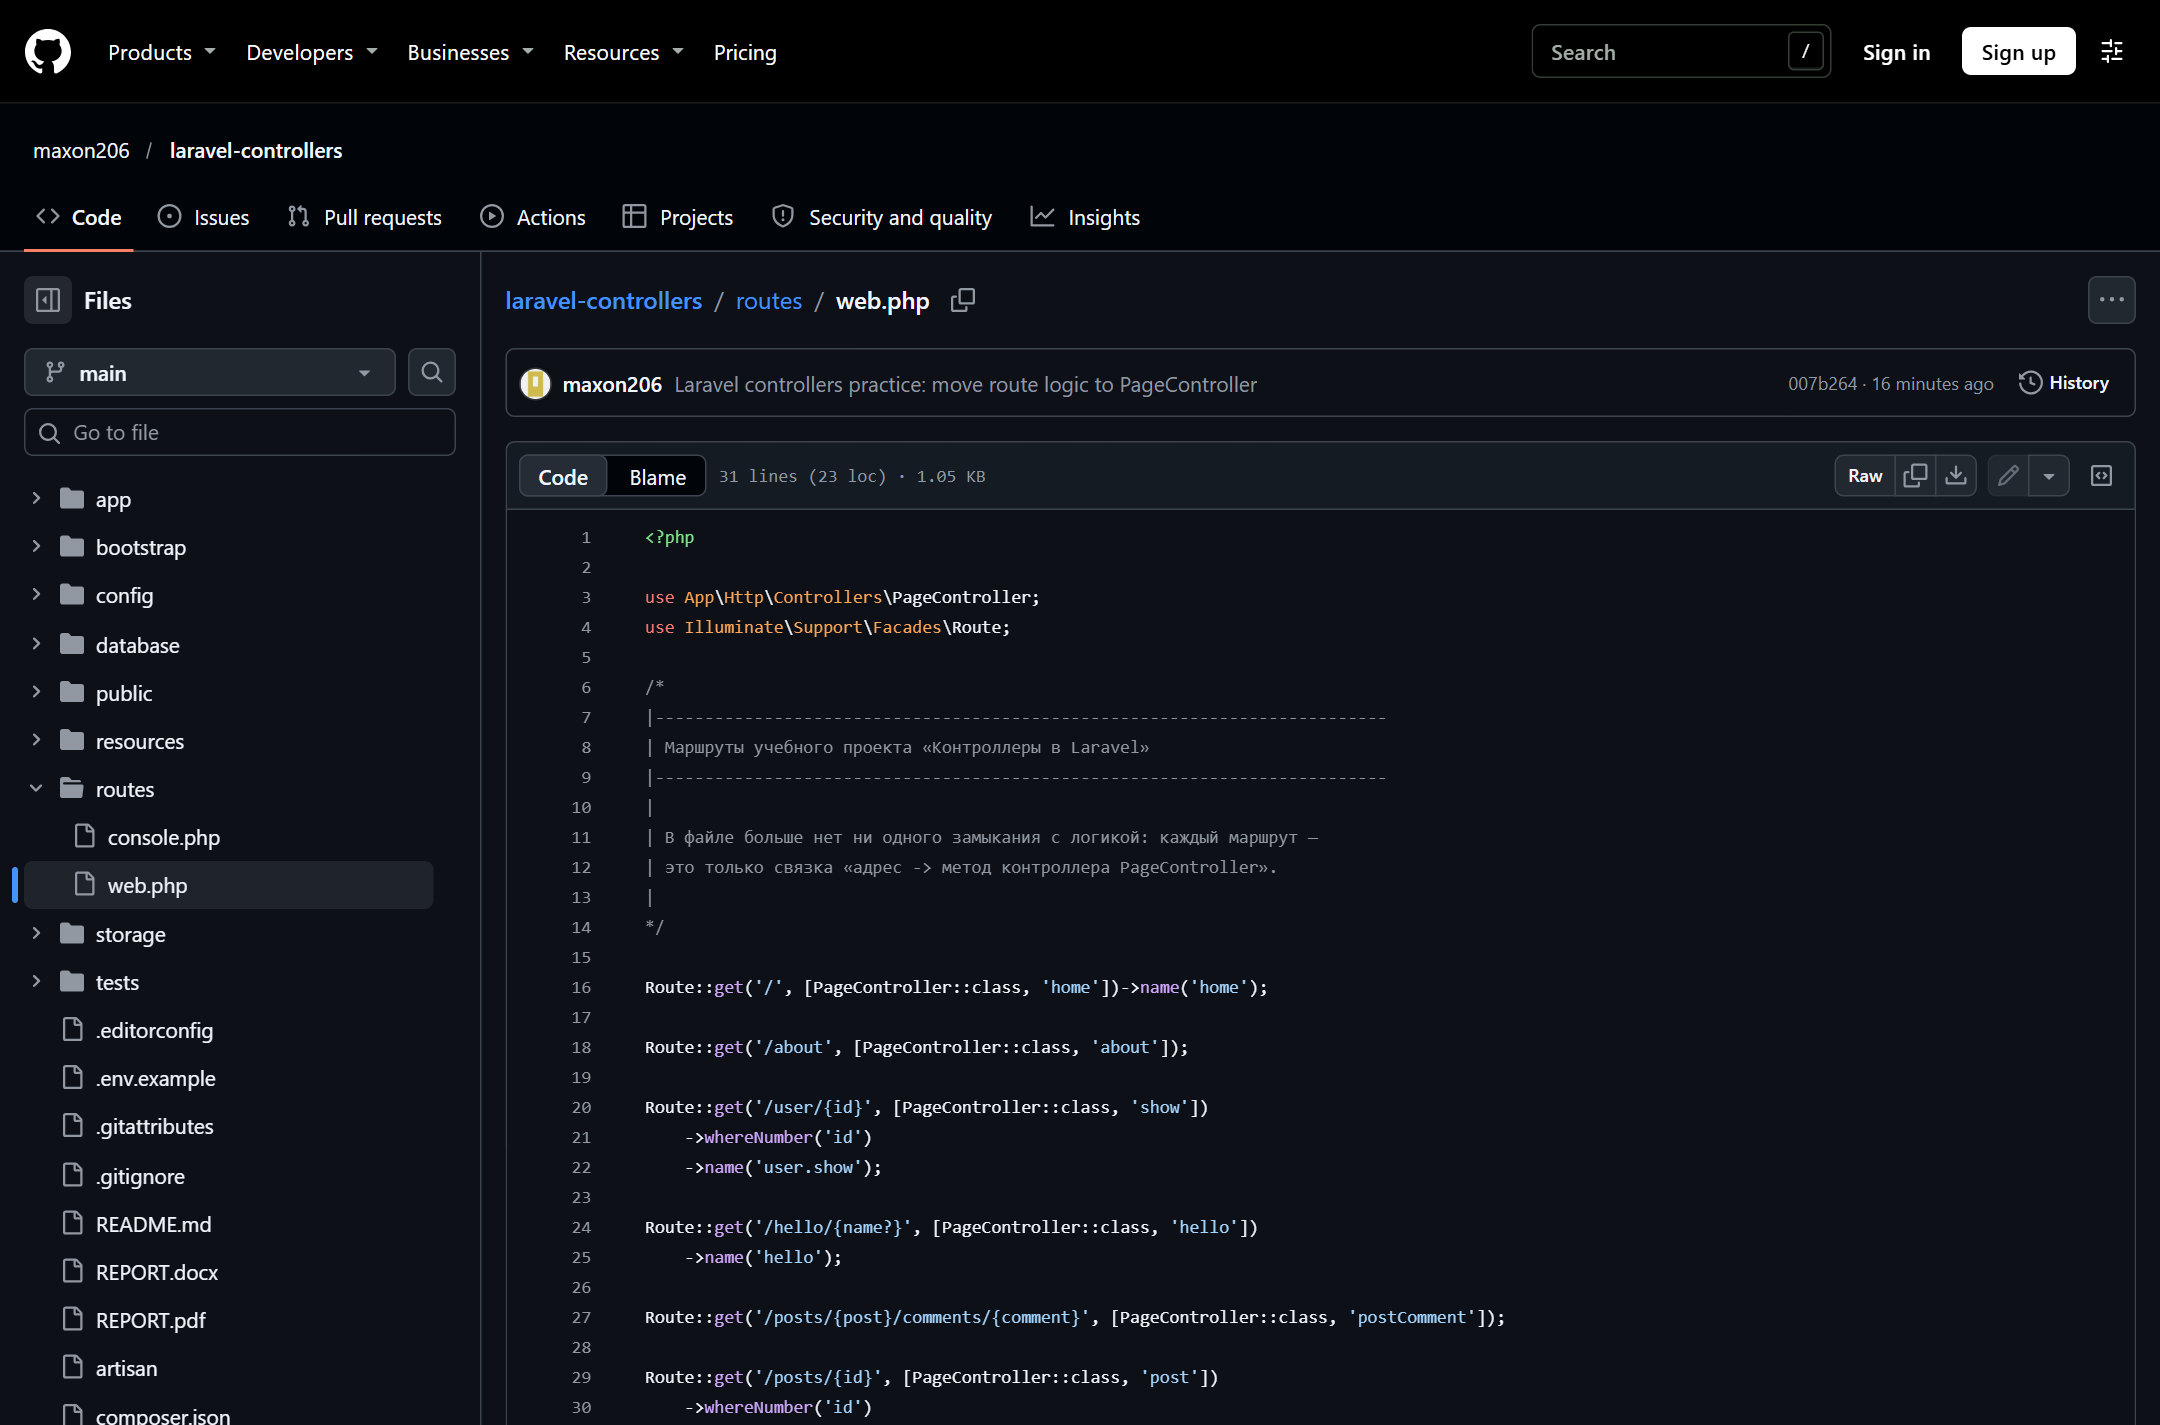 Products Developers Businesses Resources Pricing Search / Sign in Sign up
maxon206 / laravel-controllers
Code Issues Pull requests Actions Projects Security and quality Insights
Files
main
Go to file
app
bootstrap
config
database
public
resources
routes
console.php
web.php
storage
tests
.editorconfig
.env.example
.gitattributes
.gitignore
README.md
REPORT.docx
REPORT.pdf
artisan
composer.json
laravel-controllers / routes / web.php
maxon206 Laravel controllers practice: move route logic to PageController 007b264 · 16 minutes ago History
Code Blame 31 lines (23 loc) · 1.05 KB Raw
1 <?php
2
3 use App\Http\Controllers\PageController;
4 use Illuminate\Support\Facades\Route;
5
6 /*
7 |--------------------------------------------------------------------------
8 | Маршруты учебного проекта «Контроллеры в Laravel»
9 |--------------------------------------------------------------------------
10 |
11 | В файле больше нет ни одного замыкания с логикой: каждый маршрут —
12 | это только связка «адрес -> метод контроллера PageController».
13 |
14 */
15
16 Route::get('/', [PageController::class, 'home'])->name('home');
17
18 Route::get('/about', [PageController::class, 'about']);
19
20 Route::get('/user/{id}', [PageController::class, 'show'])
21     ->whereNumber('id')
22     ->name('user.show');
23
24 Route::get('/hello/{name?}', [PageController::class, 'hello'])
25     ->name('hello');
26
27 Route::get('/posts/{post}/comments/{comment}', [PageController::class, 'postComment']);
28
29 Route::get('/posts/{id}', [PageController::class, 'post'])
30     ->whereNumber('id')